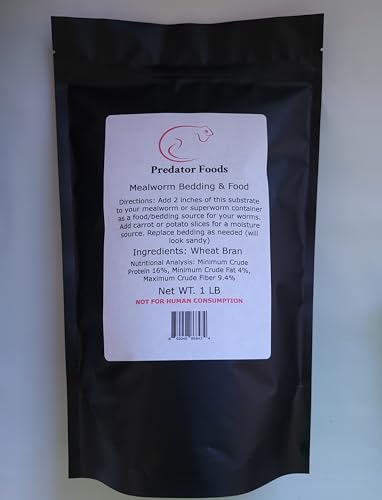 Predator Foods
Mealworm Bedding & Food
Directions: Add 2 inches of this substrate
to your mealworm or superworm container
as a food/bedding source for your worms.
Add carrot or potato slices for a moisture
source. Replace bedding as needed (will
look sandy)
Ingredients: Wheat Bran
Nutritional Analysis: Minimum Crude
Protein 16%, Minimum Crude Fat 4%,
Maximum Crude Fiber 9.4%
Net WT. 1 LB
NOT FOR HUMAN CONSUMPTION